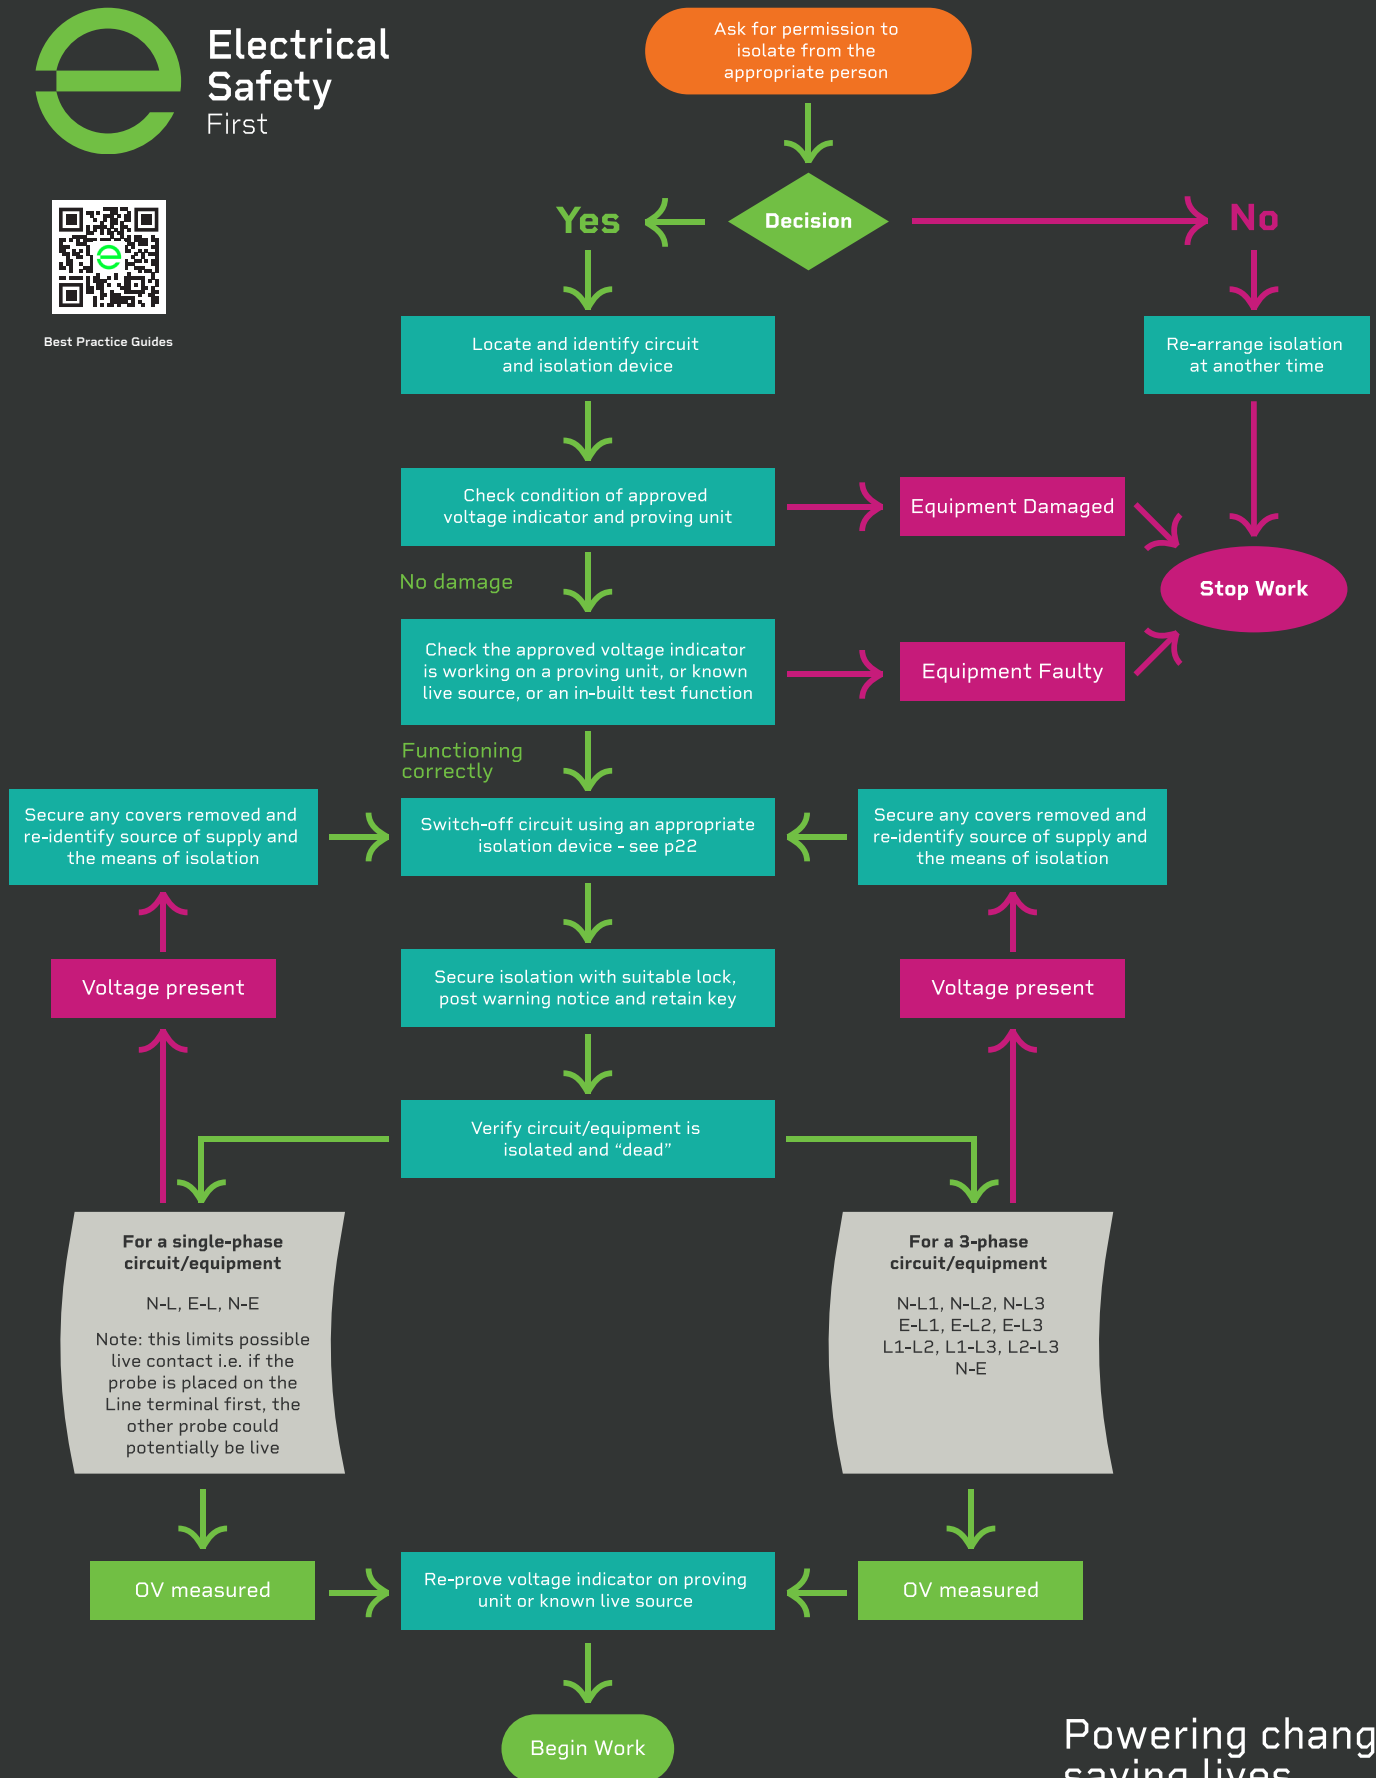 Electrical
Safety
First
Best Practice Guides
Ask for permission to
isolate from the
appropriate person
Decision
Yes
No
Locate and identify circuit
and isolation device
Re-arrange isolation
at another time
Check condition of approved
voltage indicator and proving unit
Equipment Damaged
Stop Work
No damage
Check the approved voltage indicator
is working on a proving unit, or known
live source, or an in-built test function
Equipment Faulty
Functioning
correctly
Secure any covers removed and
re-identify source of supply and
the means of isolation
Switch-off circuit using an appropriate
isolation device - see p22
Secure any covers removed and
re-identify source of supply and
the means of isolation
Voltage present
Secure isolation with suitable lock,
post warning notice and retain key
Voltage present
Verify circuit/equipment is
isolated and “dead”
For a single-phase
circuit/equipment
N-L, E-L, N-E
Note: this limits possible
live contact i.e. if the
probe is placed on the
Line terminal first, the
other probe could
potentially be live
For a 3-phase
circuit/equipment
N-L1, N-L2, N-L3
E-L1, E-L2, E-L3
L1-L2, L1-L3, L2-L3
N-E
OV measured
Re-prove voltage indicator on proving
unit or known live source
OV measured
Begin Work
Powering chang
saving lives